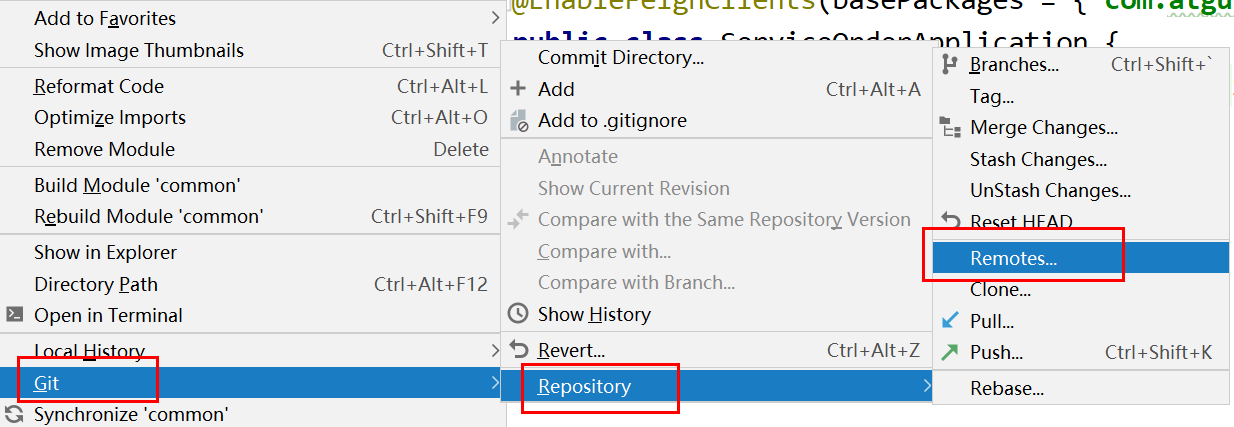 @EnableFeignClients(basePackages = { "com.atgu
public class ServiceOrderApplication {
Add to Favorites
Show Image Thumbnails Ctrl+Shift+T
Reformat Code Ctrl+Alt+L
Optimize Imports Ctrl+Alt+O
Remove Module Delete
Build Module 'common'
Rebuild Module 'common' Ctrl+Shift+F9
Show in Explorer
Directory Path Ctrl+Alt+F12
Open in Terminal
Local History
Git
Synchronize 'common'
Commit Directory...
Add Ctrl+Alt+A
Add to .gitignore
Annotate
Show Current Revision
Compare with the Same Repository Version
Compare with...
Compare with Branch...
Show History
Revert... Ctrl+Alt+Z
Repository
Branches... Ctrl+Shift+`
Tag...
Merge Changes...
Stash Changes...
UnStash Changes...
Reset HEAD
Remotes...
Clone...
Pull...
Push... Ctrl+Shift+K
Rebase...